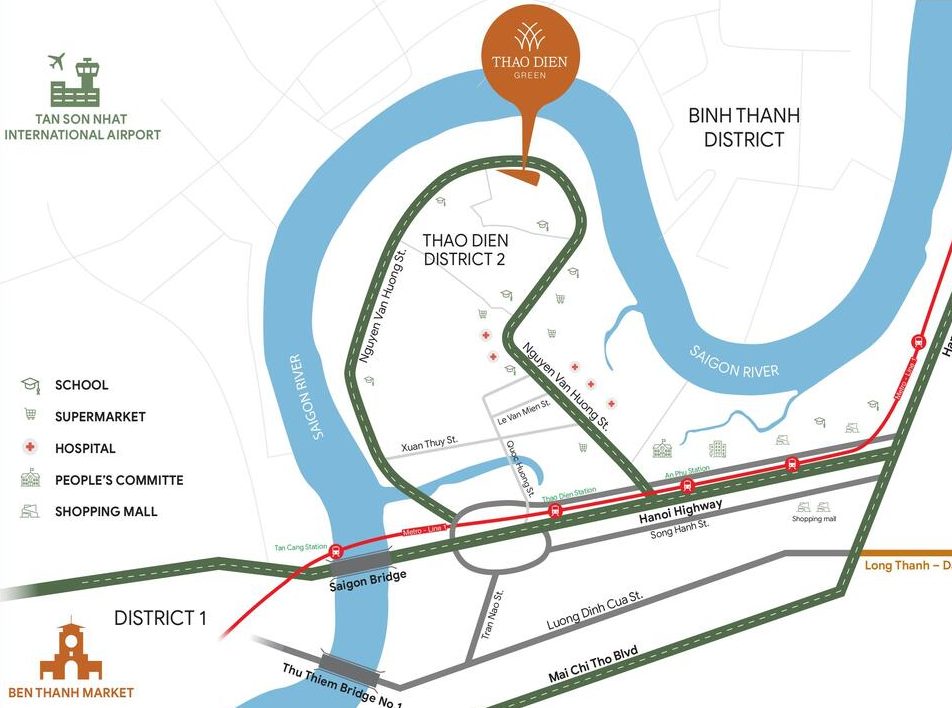 THAO DIEN
GREEN
TAN SON NHAT
INTERNATIONAL AIRPORT
BINH THANH
DISTRICT
THAO DIEN
DISTRICT 2
Nguyen Van Huong St.
SAIGON RIVER
SAIGON RIVER
Nguyen Van Huong St.
Metro - Line 1
SCHOOL
SUPERMARKET
HOSPITAL
PEOPLE'S COMMITTE
SHOPPING MALL
Le Van Mien St.
Xuan Thuy St.
Quoc Huong St.
An Phu Station
Thao Dien Station
Hanoi Highway
Song Hanh St.
Shopping mall
Metro - Line 1
Tan Cang Station
Saigon Bridge
Long Thanh – D
DISTRICT 1
Tran Nao St.
Luong Dinh Cua St.
Mai Chi Tho Blvd
Thu Thiem Bridge No 1
BEN THANH MARKET